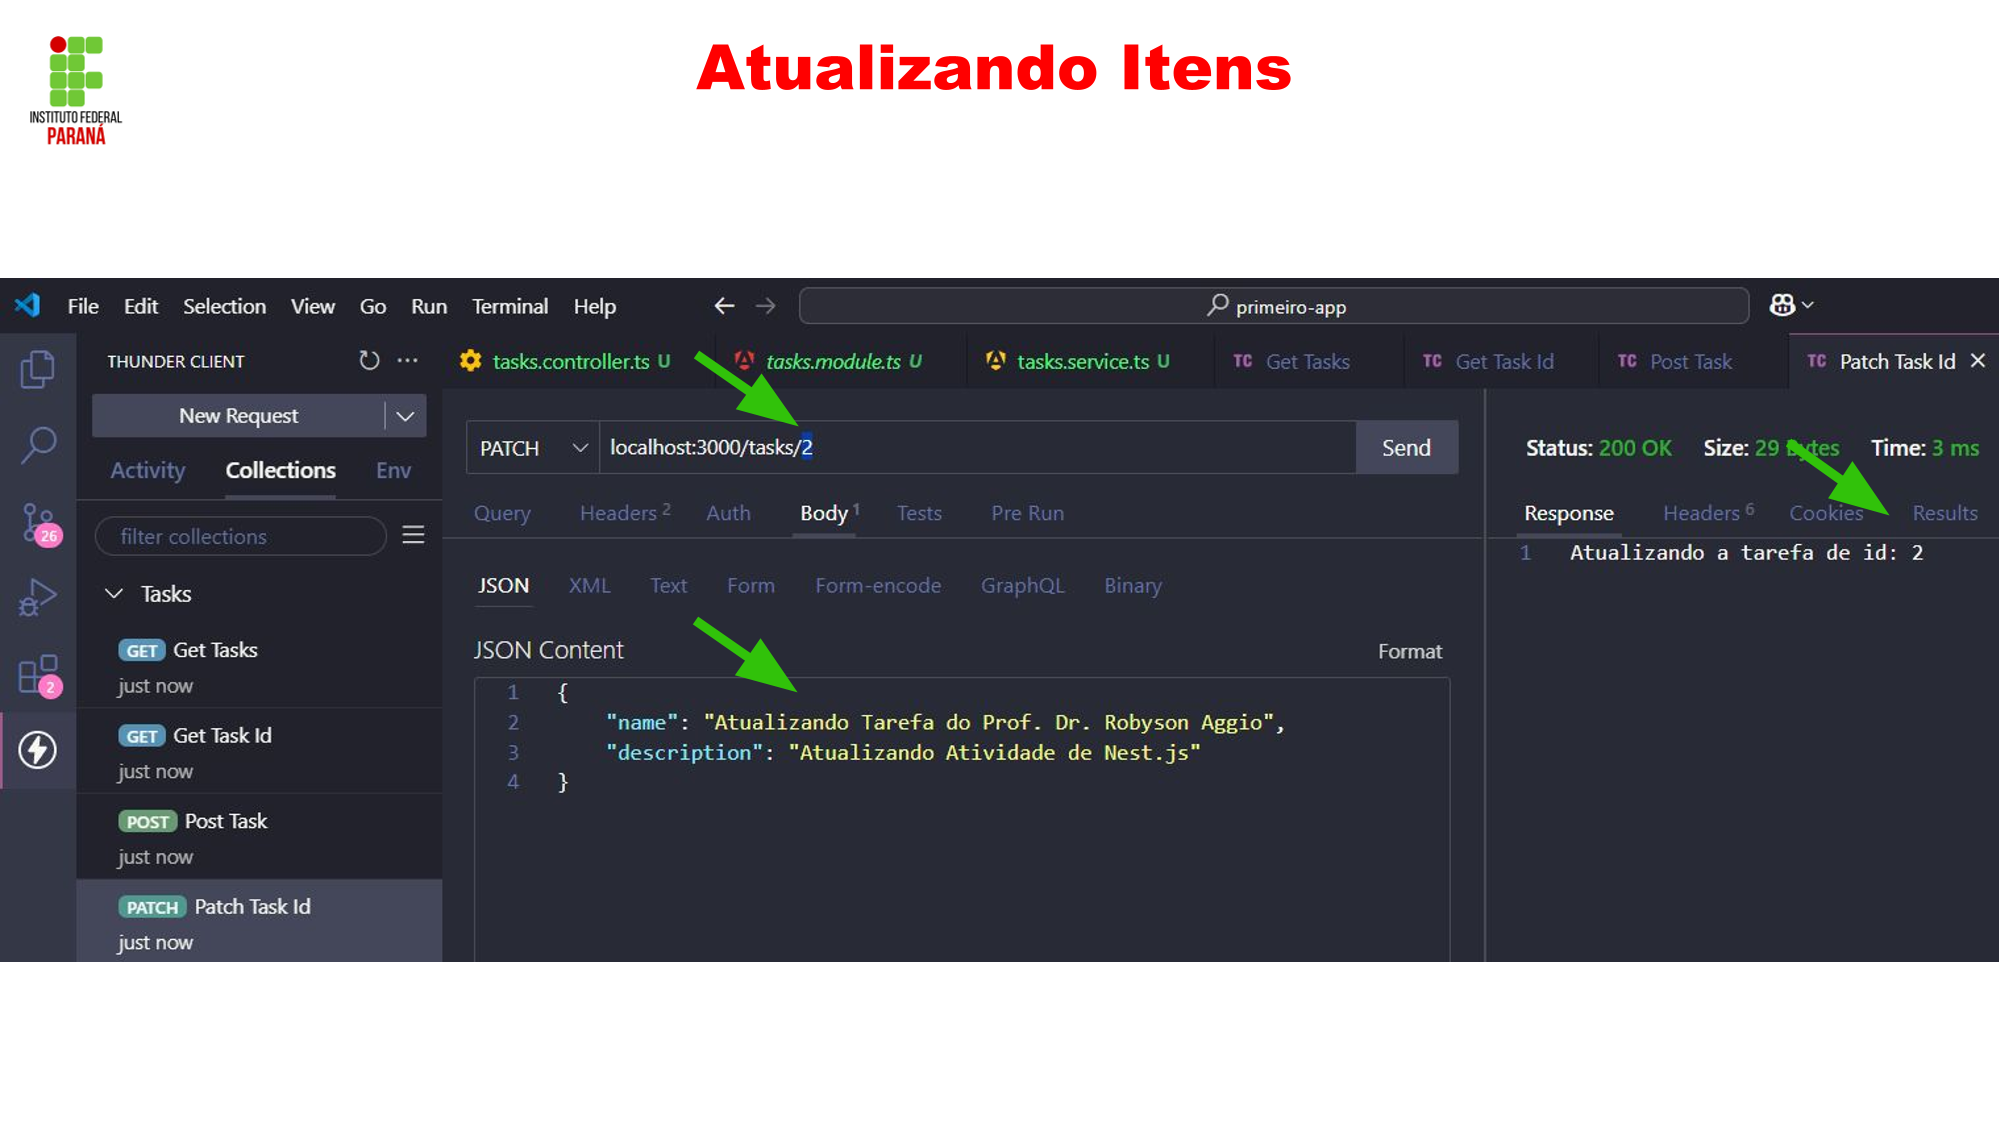 INSTITUTO FEDERAL
PARANÁ
Atualizando Itens
File Edit Selection View Go Run Terminal Help
primeiro-app
THUNDER CLIENT
tasks.controller.ts U
tasks.module.ts U
tasks.service.ts U
TC Get Tasks
TC Get Task Id
TC Post Task
TC Patch Task Id
New Request
Activity Collections Env
filter collections
26
2
Tasks
GET Get Tasks
just now
GET Get Task Id
just now
POST Post Task
just now
PATCH Patch Task Id
just now
PATCH localhost:3000/tasks/2 Send
Query Headers 2 Auth Body 1 Tests Pre Run
JSON XML Text Form Form-encode GraphQL Binary
JSON Content Format
1 {
2 "name": "Atualizando Tarefa do Prof. Dr. Robyson Aggio",
3 "description": "Atualizando Atividade de Nest.js"
4 }
Status: 200 OK Size: 29 Bytes Time: 3 ms
Response Headers 6 Cookies Results
1 Atualizando a tarefa de id: 2